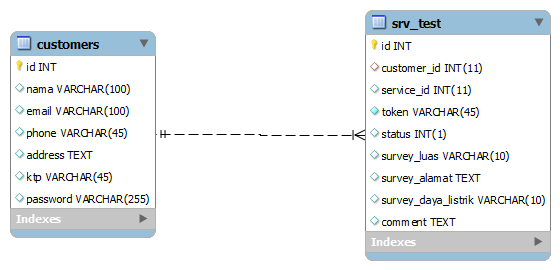 customers
id INT
nama VARCHAR(100)
email VARCHAR(100)
phone VARCHAR(45)
address TEXT
ktp VARCHAR(45)
password VARCHAR(255)
Indexes
srv_test
id INT
customer_id INT(11)
service_id INT(11)
token VARCHAR(45)
status INT(1)
survey_luas VARCHAR(10)
survey_alamat TEXT
survey_daya_listrik VARCHAR(10)
comment TEXT
Indexes